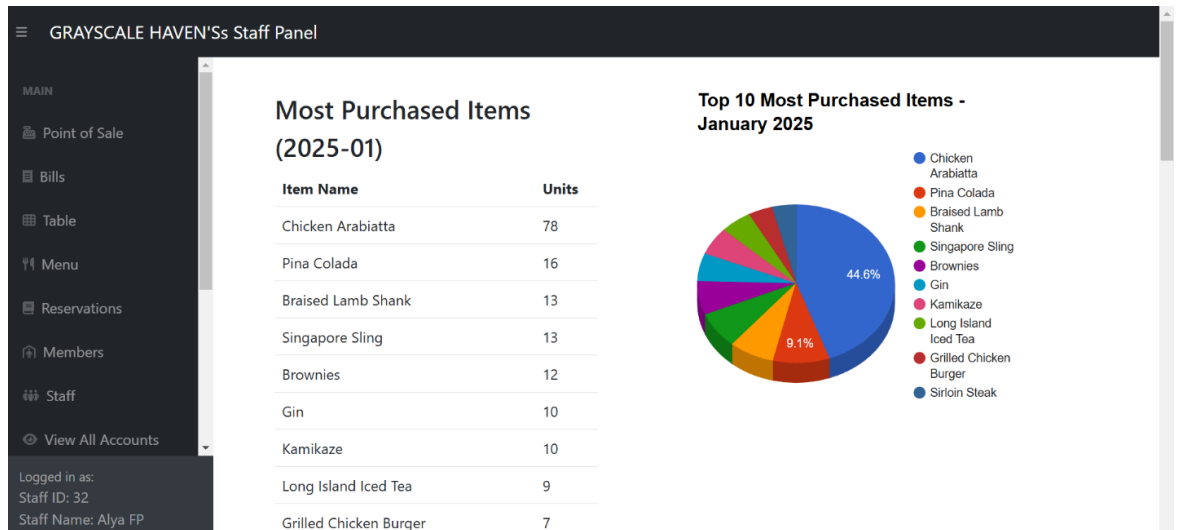 GRAYSCALE HAVEN'Ss Staff Panel
MAIN
Point of Sale
Bills
Table
Menu
Reservations
Members
Staff
View All Accounts
Logged in as:
Staff ID: 32
Staff Name: Alya FP
Most Purchased Items
(2025-01)
Item Name Units
Chicken Arabiatta 78
Pina Colada 16
Braised Lamb Shank 13
Singapore Sling 13
Brownies 12
Gin 10
Kamikaze 10
Long Island Iced Tea 9
Grilled Chicken Burger 7
Top 10 Most Purchased Items -
January 2025
44.6%
9.1%
Chicken
Arabiatta
Pina Colada
Braised Lamb
Shank
Singapore Sling
Brownies
Gin
Kamikaze
Long Island
Iced Tea
Grilled Chicken
Burger
Sirloin Steak